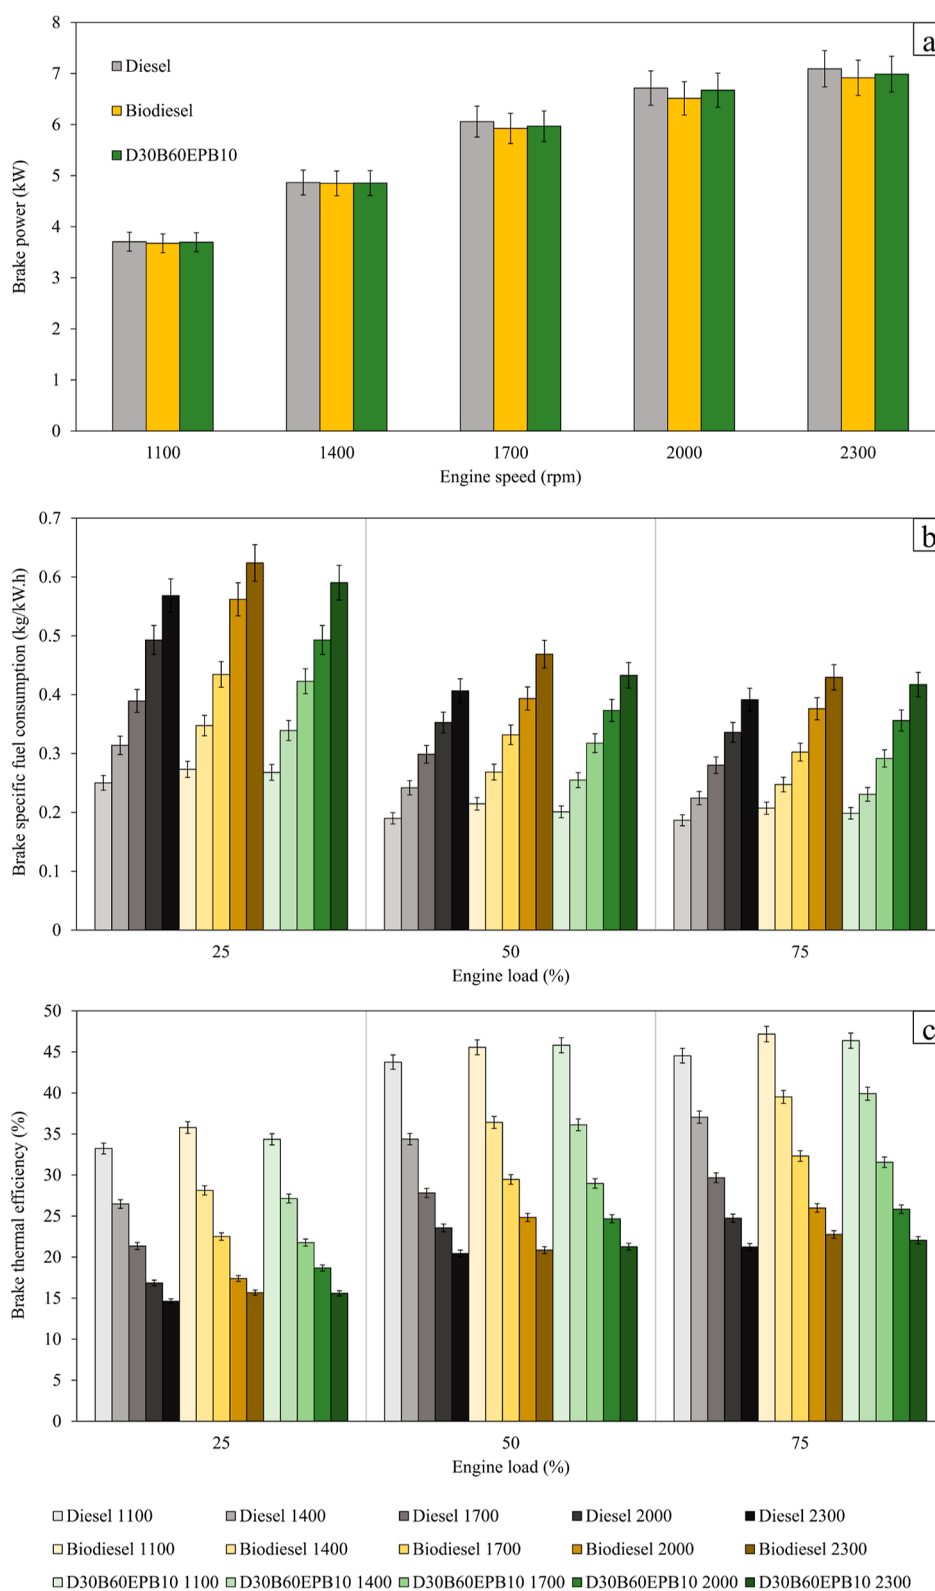 a
8
7
6
5
4
3
2
1
0
Brake power (kW)
Diesel
Biodiesel
D30B60EPB10
1100 1400 1700 2000 2300
Engine speed (rpm)
b
0.7
0.6
0.5
0.4
0.3
0.2
0.1
0
Brake specific fuel consumption (kg/kW.h)
25 50 75
Engine load (%)
c
50
45
40
35
30
25
20
15
10
5
0
Brake thermal efficiency (%)
25 50 75
Engine load (%)
Diesel 1100 Diesel 1400 Diesel 1700 Diesel 2000 Diesel 2300
Biodiesel 1100 Biodiesel 1400 Biodiesel 1700 Biodiesel 2000 Biodiesel 2300
D30B60EPB10 1100 D30B60EPB10 1400 D30B60EPB10 1700 D30B60EPB10 2000 D30B60EPB10 2300